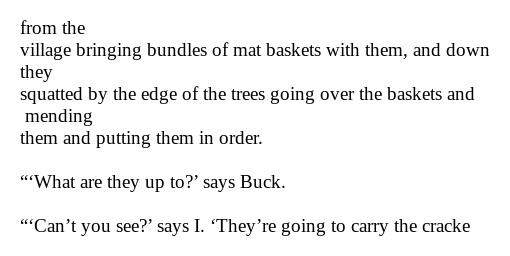 from the
village bringing bundles of mat baskets with them, and down
they
squatted by the edge of the trees going over the baskets and
mending
them and putting them in order.

“‘What are they up to?’ says Buck.

“‘Can’t you see?’ says I. ‘They’re going to carry the cracke